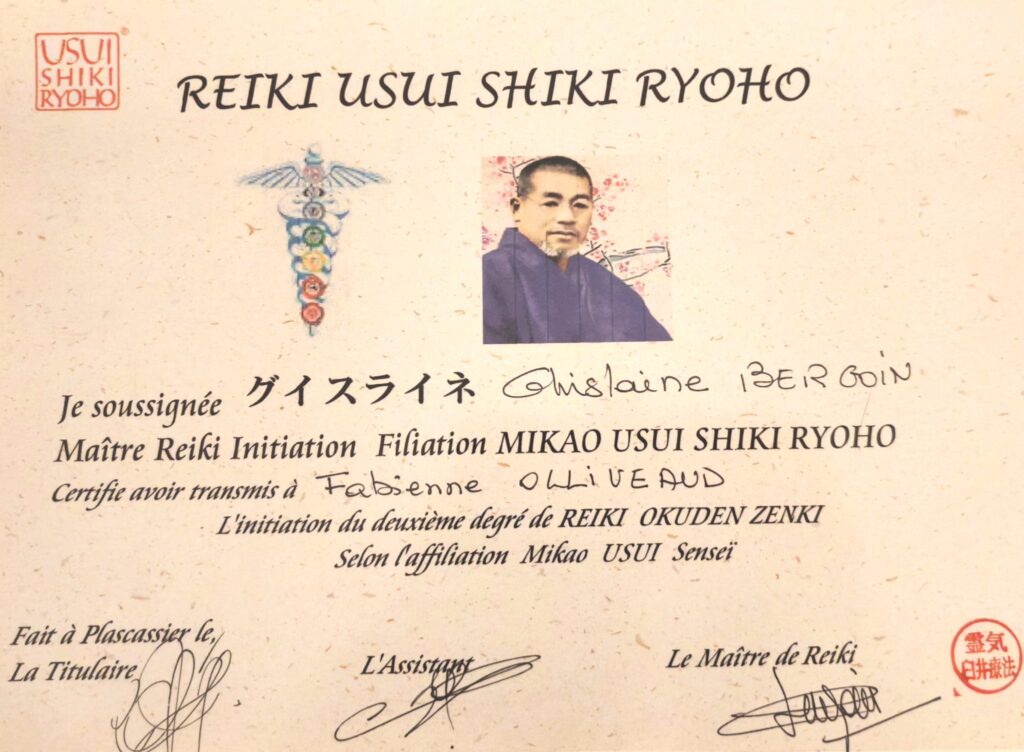 USUI
SHIKI
RYOHO
®
REIKI USUI SHIKI RYOHO
Je soussignée グイスライネ Ghislaine BERGOIN
Maître Reiki Initiation Filiation MIKAO USUI SHIKI RYOHO
Certifie avoir transmis à Fabienne OLLIVEAUD
L'initiation du deuxième degré de REIKI OKUDEN ZENKI
Selon l'affiliation Mikao USUI Senseï
Fait à Plascassier le,
La Titulaire
L'Assistant
Le Maître de Reiki
霊気
臼井療法